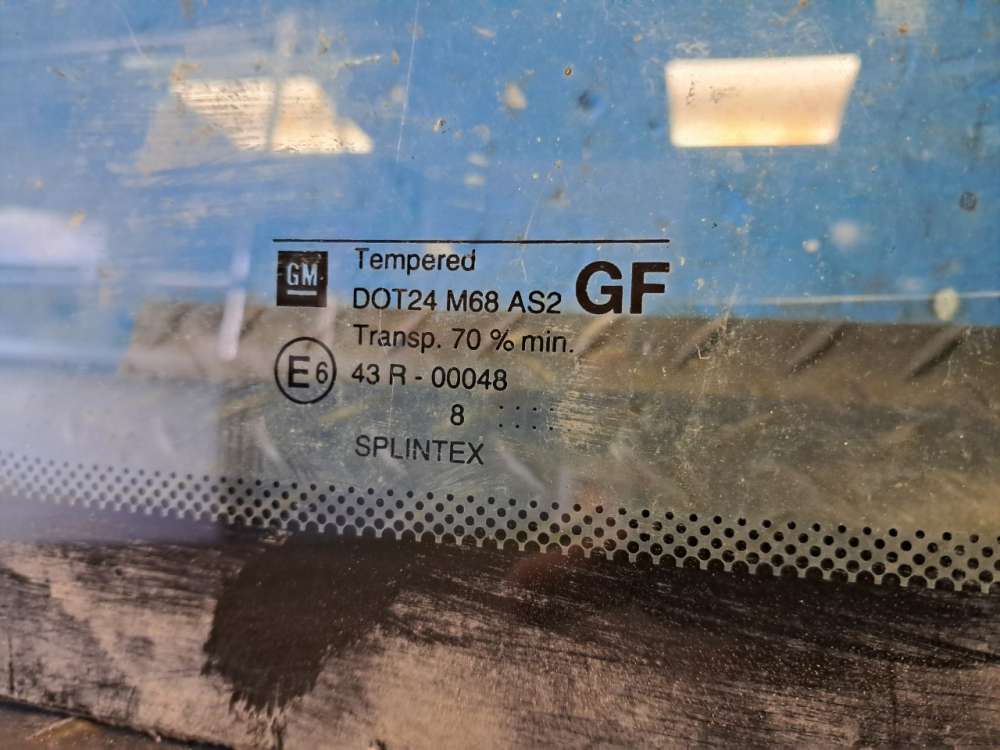 GM
Tempered
GF
DOT24 M68 AS2
Transp. 70 % min.
E6
43 R - 00048
8 ::::
SPLINTEX